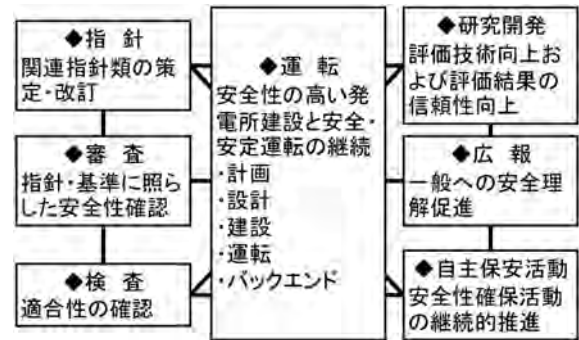 ◆指 針
関連指針類の策
定・改訂
◆審 査
指針・基準に照ら
した安全性確認
◆検 査
適合性の確認
◆運 転
安全性の高い発
電所建設と安全・
安定運転の継続
・計画
・設計
・建設
・運転
・バックエンド
◆研究開発
評価技術向上お
よび評価結果の
信頼性向上
◆広 報
一般への安全理
解促進
◆自主保安活動
安全性確保活動
の継続的推進